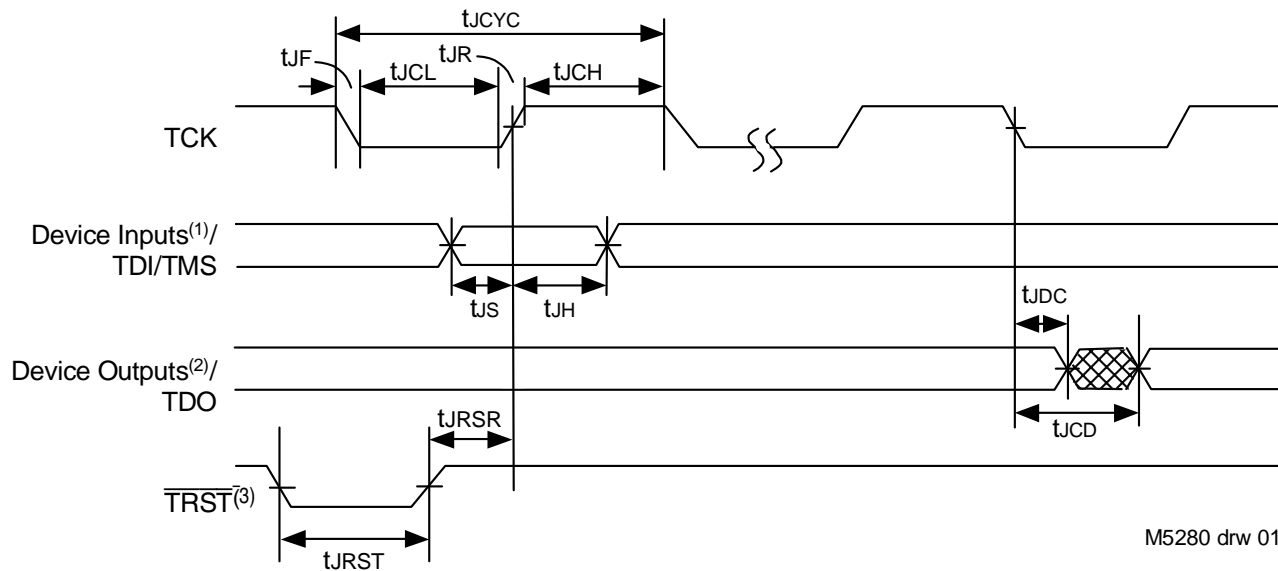 tJCYC
tJF
tJR
tJCL
tJCH
TCK
Device Inputs(1)/
TDI/TMS
tJS
tJH
tJDC
Device Outputs(2)/
TDO
tJRSR
tJCD
TRST(3)
tJRST
M5280 drw 01